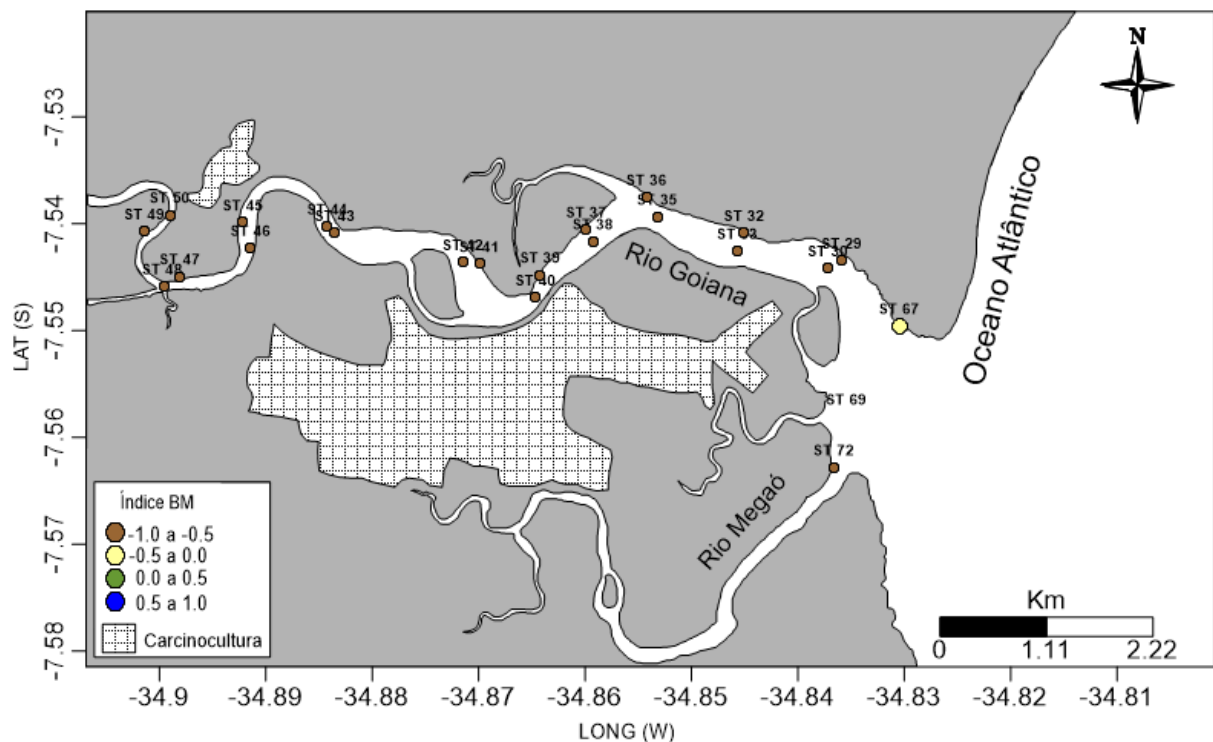 N
-7.53
-7.54
-7.55
-7.56
-7.57
-7.58
LAT (S)
ST 36
ST 35
ST 50
ST 49
ST 45
ST 44
ST 43
ST 37
ST 32
ST 38
ST 46
ST 42
ST 41
ST 29
ST 30
ST 47
ST 48
ST 39
ST 40
Rio Goiana
Oceano Atlântico
ST 67
ST 69
ST 72
Rio Megaó
Índice BM
-1.0 a -0.5
-0.5 a 0.0
0.0 a 0.5
0.5 a 1.0
Carcinocultura
Km
0 1.11 2.22
-34.9 -34.89 -34.88 -34.87 -34.86 -34.85 -34.84 -34.83 -34.82 -34.81
LONG (W)